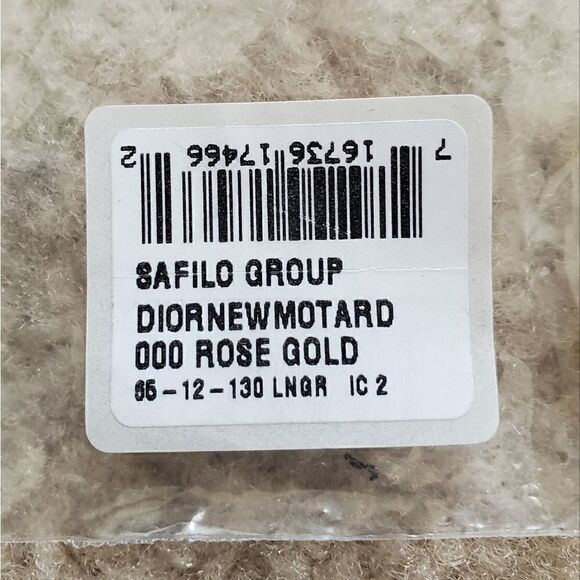 7 16736 17466 2
SAFILO GROUP
DIORNEWMOTARD
000 ROSE GOLD
65-12-130 LNGR IC 2